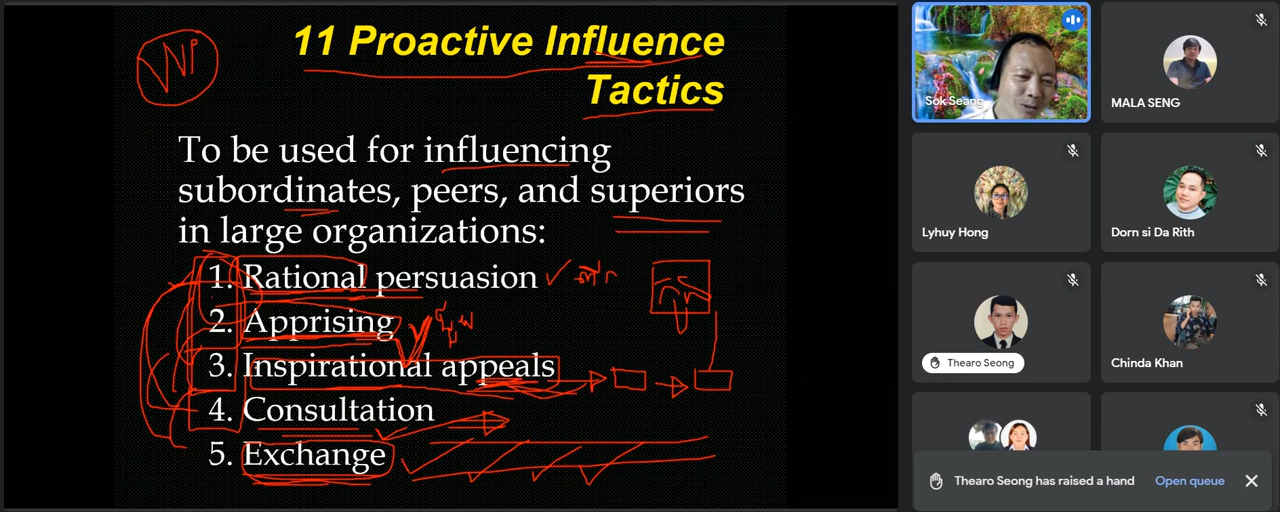 11 Proactive Influence
Tactics
To be used for influencing
subordinates, peers, and superiors
in large organizations:
1. Rational persuasion
2. Apprising
3. Inspirational appeals
4. Consultation
5. Exchange
Sok Seang
MALA SENG
Lyhuy Hong
Dorn si Da Rith
Thearo Seong
Chinda Khan
Thearo Seong has raised a hand
Open queue